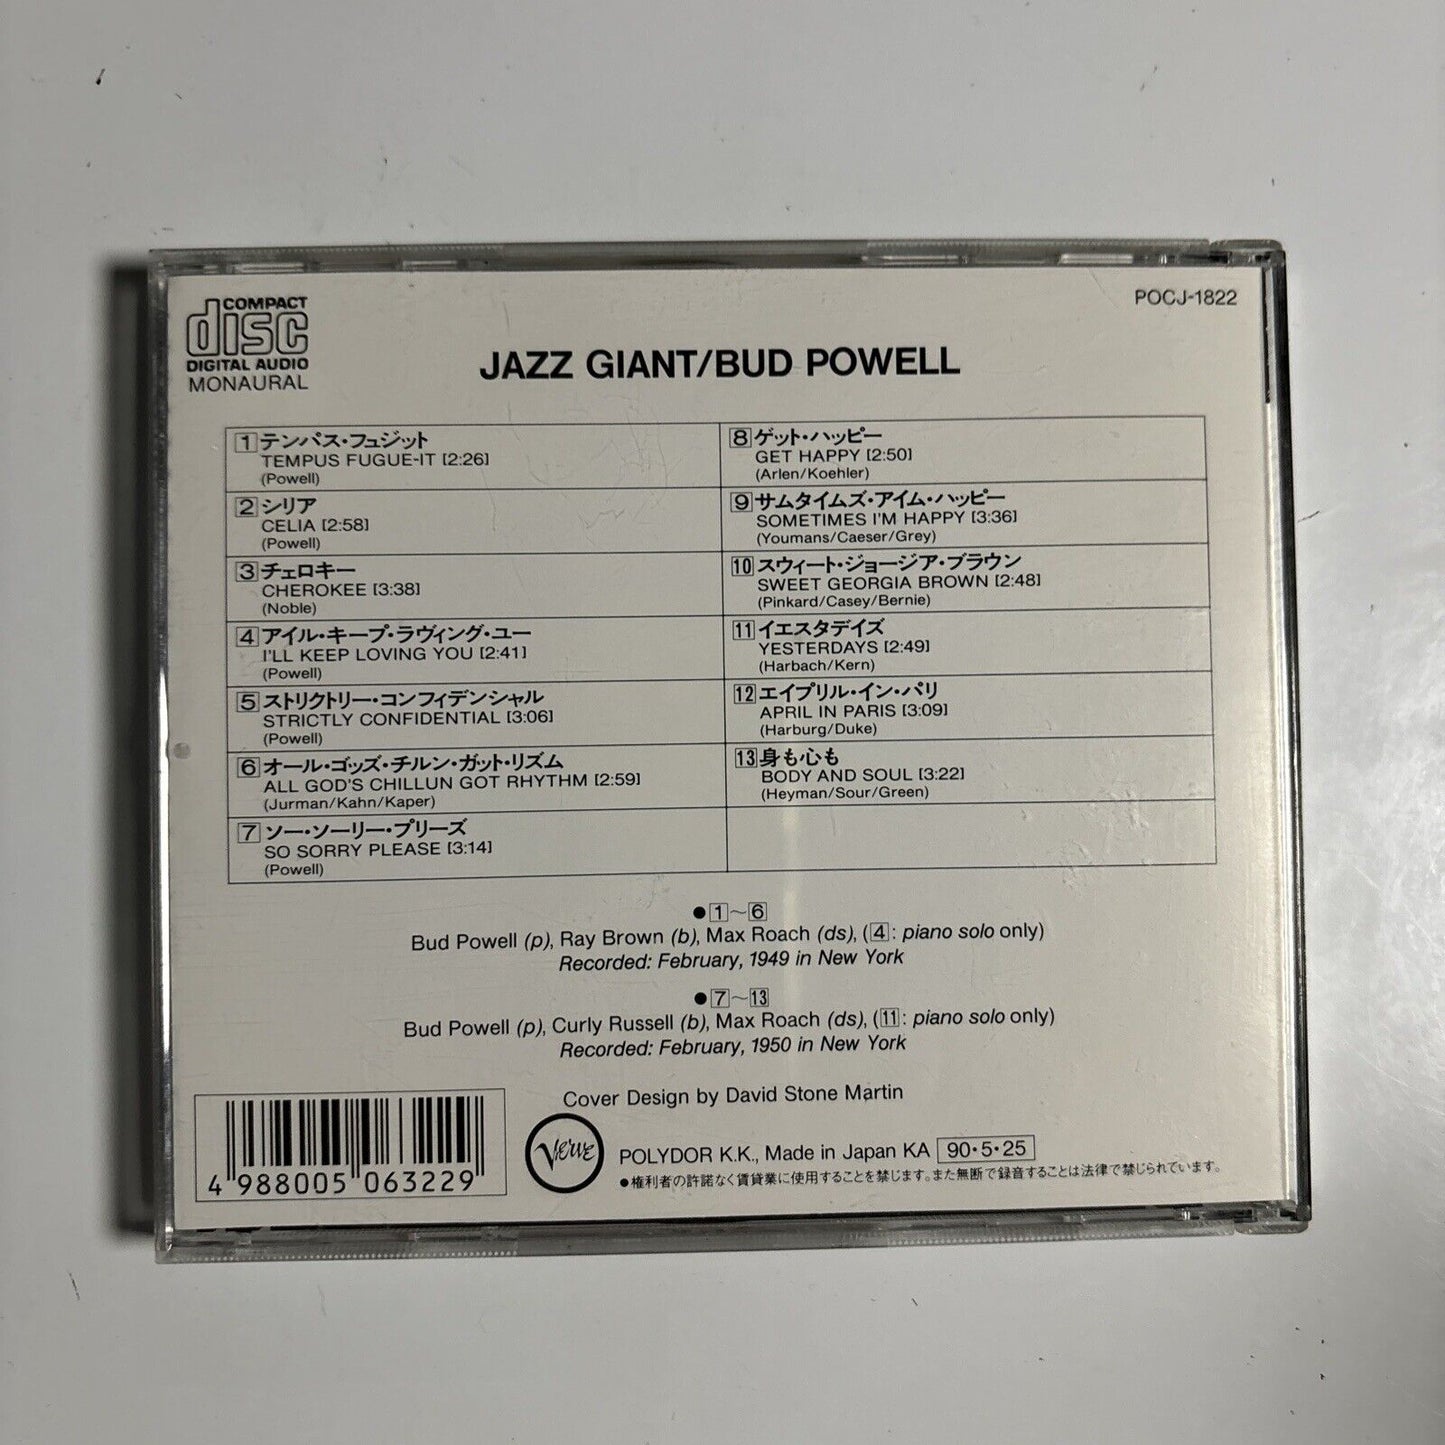 COMPACT
disc
DIGITAL AUDIO
MONAURAL
POCJ-1822
JAZZ GIANT/BUD POWELL
1 テンパス・フュジット
TEMPUS FUGUE-IT [2:26]
(Powell)
2 シリア
CELIA [2:58]
(Powell)
3 チェロキー
CHEROKEE [3:38]
(Noble)
4 アイル・キープ・ラヴィング・ユー
I'LL KEEP LOVING YOU [2:41]
(Powell)
5 ストリクトリー・コンフィデンシャル
STRICTLY CONFIDENTIAL [3:06]
(Powell)
6 オール・ゴッズ・チルン・ガット・リズム
ALL GOD'S CHILLUN GOT RHYTHM [2:59]
(Jurman/Kahn/Kaper)
7 ソー・ソーリー・プリーズ
SO SORRY PLEASE [3:14]
(Powell)
8 ゲット・ハッピー
GET HAPPY [2:50]
(Arlen/Koehler)
9 サムタイムズ・アイム・ハッピー
SOMETIMES I'M HAPPY [3:36]
(Youmans/Caeser/Grey)
10 スウィート・ジョージア・ブラウン
SWEET GEORGIA BROWN [2:48]
(Pinkard/Casey/Bernie)
11 イエスタデイズ
YESTERDAYS [2:49]
(Harbach/Kern)
12 エイプリル・イン・パリ
APRIL IN PARIS [3:09]
(Harburg/Duke)
13 身も心も
BODY AND SOUL [3:22]
(Heyman/Sour/Green)
●1〜6
Bud Powell (p), Ray Brown (b), Max Roach (ds), (4: piano solo only)
Recorded: February, 1949 in New York
●7〜13
Bud Powell (p), Curly Russell (b), Max Roach (ds), (11: piano solo only)
Recorded: February, 1950 in New York
Cover Design by David Stone Martin
4 988005 063229
Verve
POLYDOR K.K., Made in Japan KA 90・5・25
●権利者の許諾なく賃貸業に使用することを禁じます。また無断で録音することは法律で禁じられています。